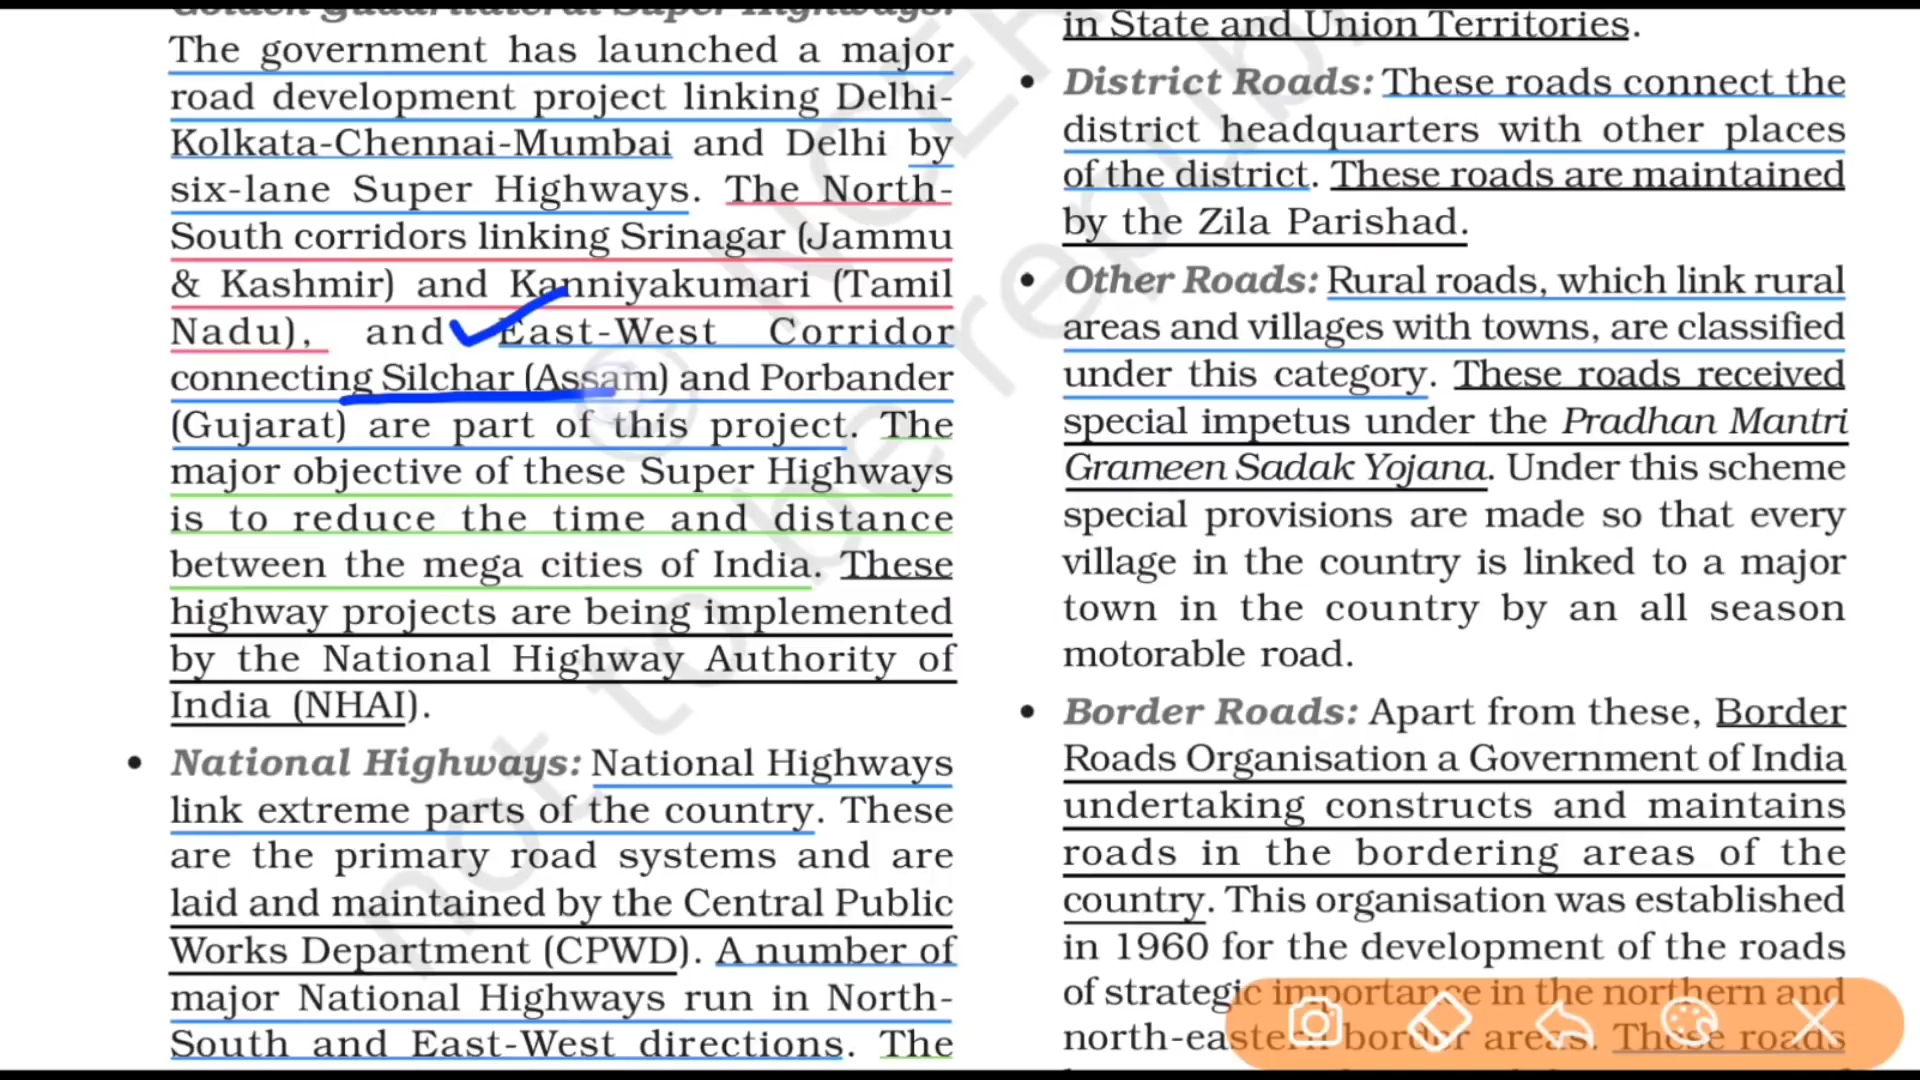 Golden Quadrilateral Super Highways:
The government has launched a major
road development project linking Delhi-
Kolkata-Chennai-Mumbai and Delhi by
six-lane Super Highways. The North-
South corridors linking Srinagar (Jammu
& Kashmir) and Kanniyakumari (Tamil
Nadu), and East-West Corridor
connecting Silchar (Assam) and Porbander
(Gujarat) are part of this project. The
major objective of these Super Highways
is to reduce the time and distance
between the mega cities of India. These
highway projects are being implemented
by the National Highway Authority of
India (NHAI).
• National Highways: National Highways
link extreme parts of the country. These
are the primary road systems and are
laid and maintained by the Central Public
Works Department (CPWD). A number of
major National Highways run in North-
South and East-West directions. The
in State and Union Territories.
• District Roads: These roads connect the
district headquarters with other places
of the district. These roads are maintained
by the Zila Parishad.
• Other Roads: Rural roads, which link rural
areas and villages with towns, are classified
under this category. These roads received
special impetus under the Pradhan Mantri
Grameen Sadak Yojana. Under this scheme
special provisions are made so that every
village in the country is linked to a major
town in the country by an all season
motorable road.
• Border Roads: Apart from these, Border
Roads Organisation a Government of India
undertaking constructs and maintains
roads in the bordering areas of the
country. This organisation was established
in 1960 for the development of the roads
of strategic importance in the northern and
north-eastern border areas. These roads
not to be repub